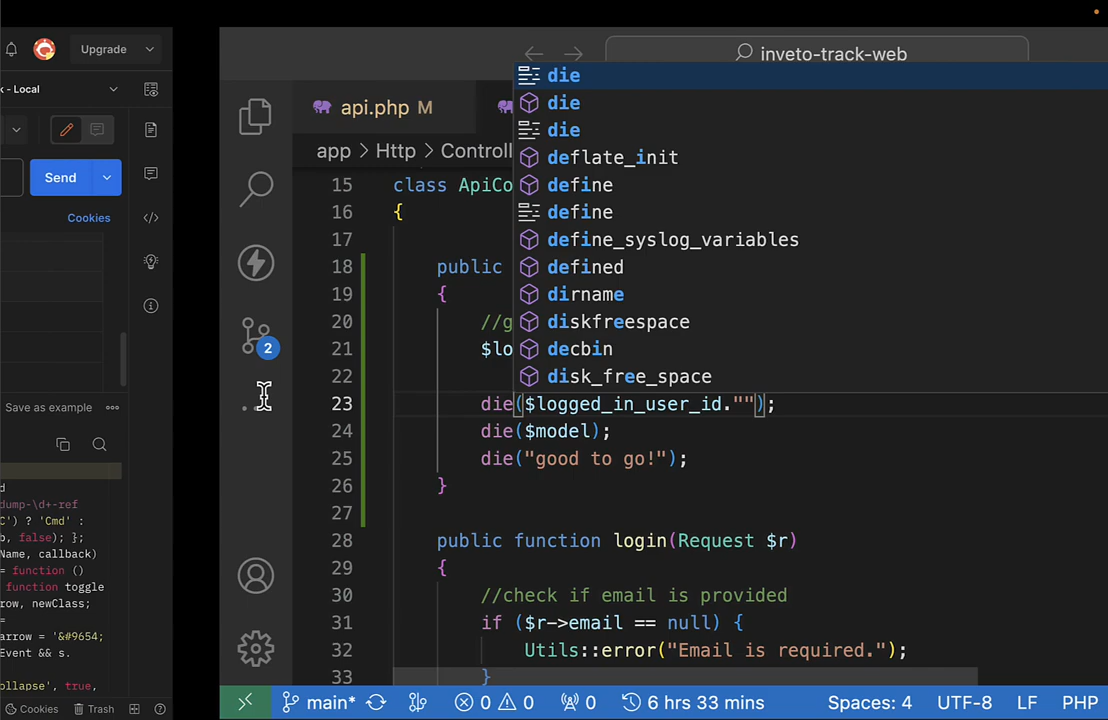 Upgrade
k - Local
Send
Cookies
Save as example
d
dump-\d+-ref
C') ? 'Cmd' :
b, false); };
Name, callback)
= function ()
function toggle
row, newClass;
=
arrow = '&#9654;
Event && s.
ollapse', true,
Cookies Trash
inveto-track-web
api.php M
app > Http > Controll
die
die
die
deflate_init
define
define
define_syslog_variables
defined
dirname
diskfreespace
decbin
disk_free_space
15 class ApiCo
16 {
17
18 public
19 {
20 //g
21 $lo
22
23 die($logged_in_user_id."");
24 die($model);
25 die("good to go!");
26 }
27
28 public function login(Request $r)
29 {
30 //check if email is provided
31 if ($r->email == null) {
32 Utils::error("Email is required.");
33 }
2
main* 0 0 0 6 hrs 33 mins Spaces: 4 UTF-8 LF PHP